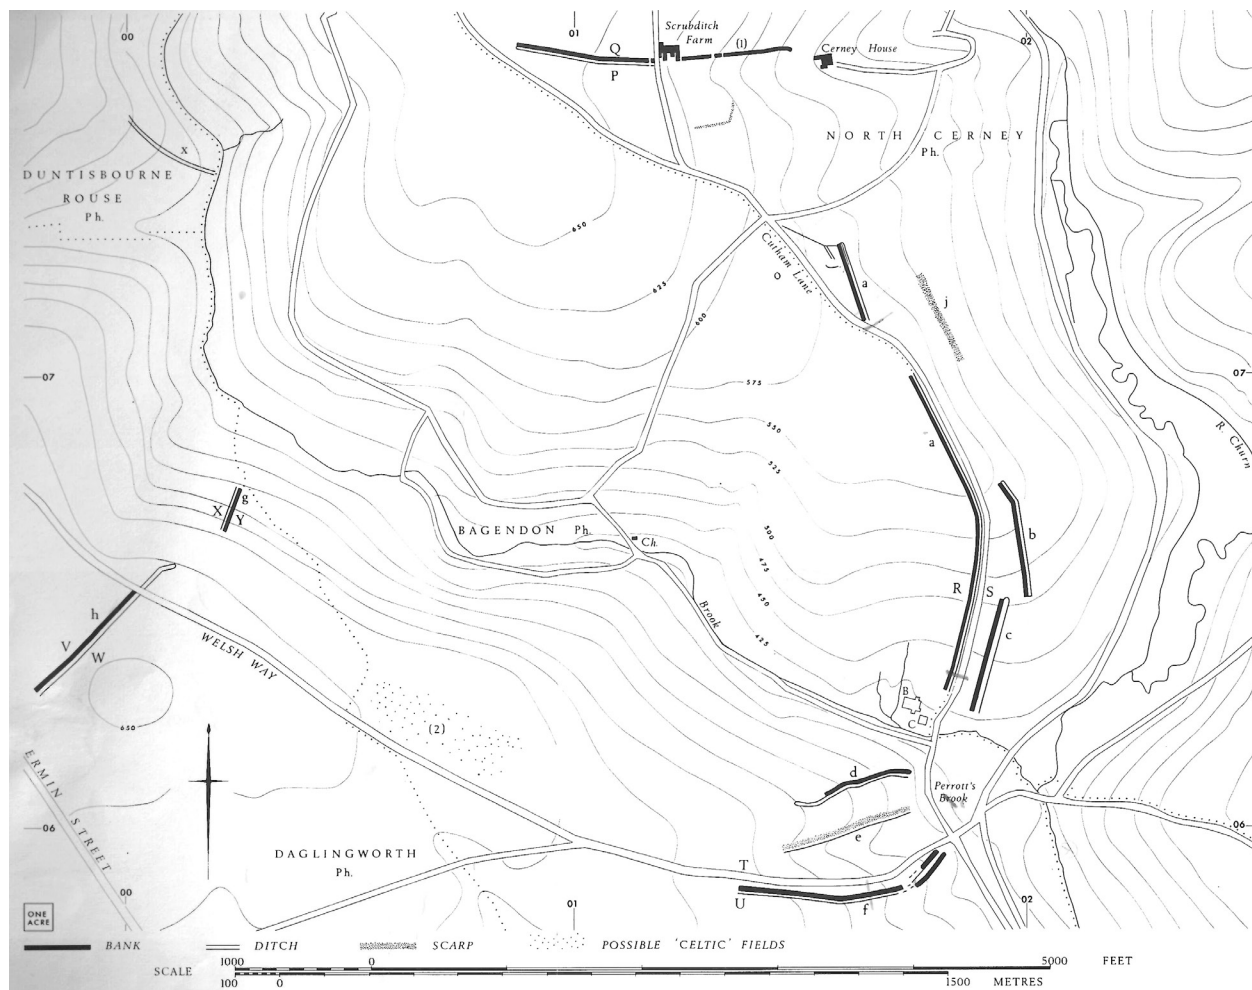 00
01
02
Scrubditch
Farm
Q
(1)
Cerney House
P
NORTH CERNEY
Ph.
x
DUNTISBOURNE
ROUSE
Ph.
650
Cutham Lane
o
a
j
625
600
07
575
07
a
550
R. Churn
525
g
X
Y
BAGENDON Ph.
Ch.
500
b
475
R
S
450
Brook
h
V
W
c
425
WELSH WAY
B
C
650
(2)
ERMIN STREET
d
Perrott's
Brook
06
e
06
DAGLINGWORTH
Ph.
T
U
f
00
01
02
ONE
ACRE
BANK
DITCH
SCARP
POSSIBLE 'CELTIC' FIELDS
SCALE
1000
0
5000
FEET
100
0
1500
METRES